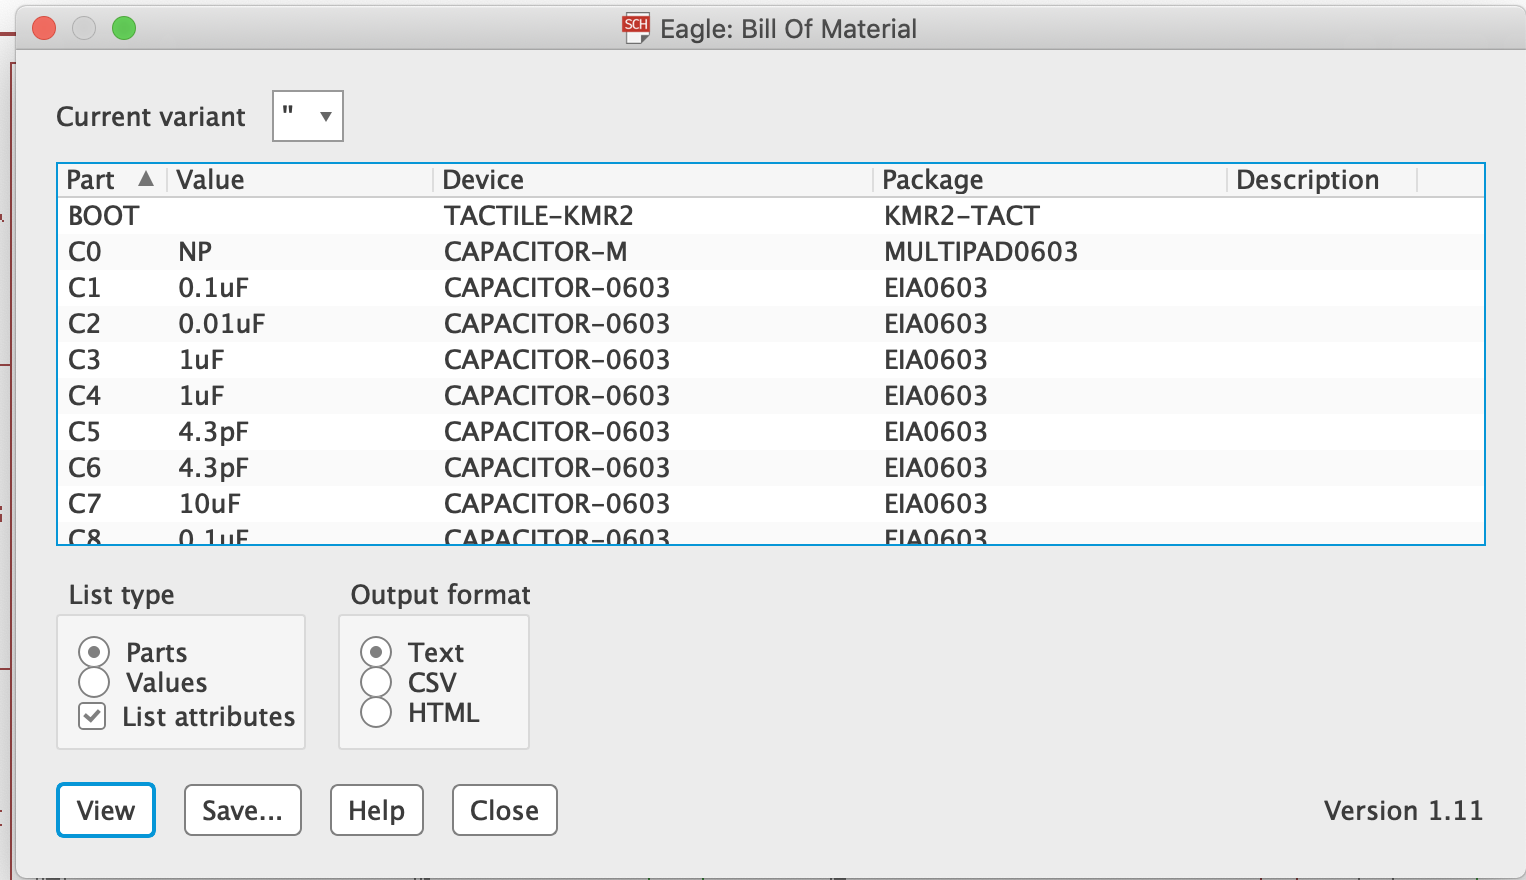 SCH Eagle: Bill Of Material
Current variant "
Part Value Device Package Description
BOOT TACTILE-KMR2 KMR2-TACT
C0 NP CAPACITOR-M MULTIPAD0603
C1 0.1uF CAPACITOR-0603 EIA0603
C2 0.01uF CAPACITOR-0603 EIA0603
C3 1uF CAPACITOR-0603 EIA0603
C4 1uF CAPACITOR-0603 EIA0603
C5 4.3pF CAPACITOR-0603 EIA0603
C6 4.3pF CAPACITOR-0603 EIA0603
C7 10uF CAPACITOR-0603 EIA0603
C8 0.1uF CAPACITOR-0603 EIA0603
List type Output format
Parts Text
Values CSV
List attributes HTML
View Save... Help Close Version 1.11